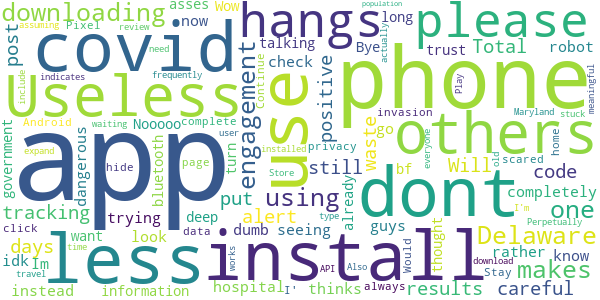 population
downloading asses Wow hangs please
post covid Pixel now long
talking Bye trust Total robot
assuming review need actually
indicates frequently check
Useless engagement Continue use positive phone Play invasion Maryland meaningful
include Android waiting Nooooo complete user
others stuck everyone
app government dangerous expand hide page bluetooth turn installed Store privacy
still waste go Will code
scared home old
tracking trying put using already bf dont one completely
click data deep alert guys type thought Delaware
want dumb seeing Would rather know I'm
days look idk Im less install makes
time works API download Perpetually
instead information hospital I' thinks always results careful
travel Also Stay